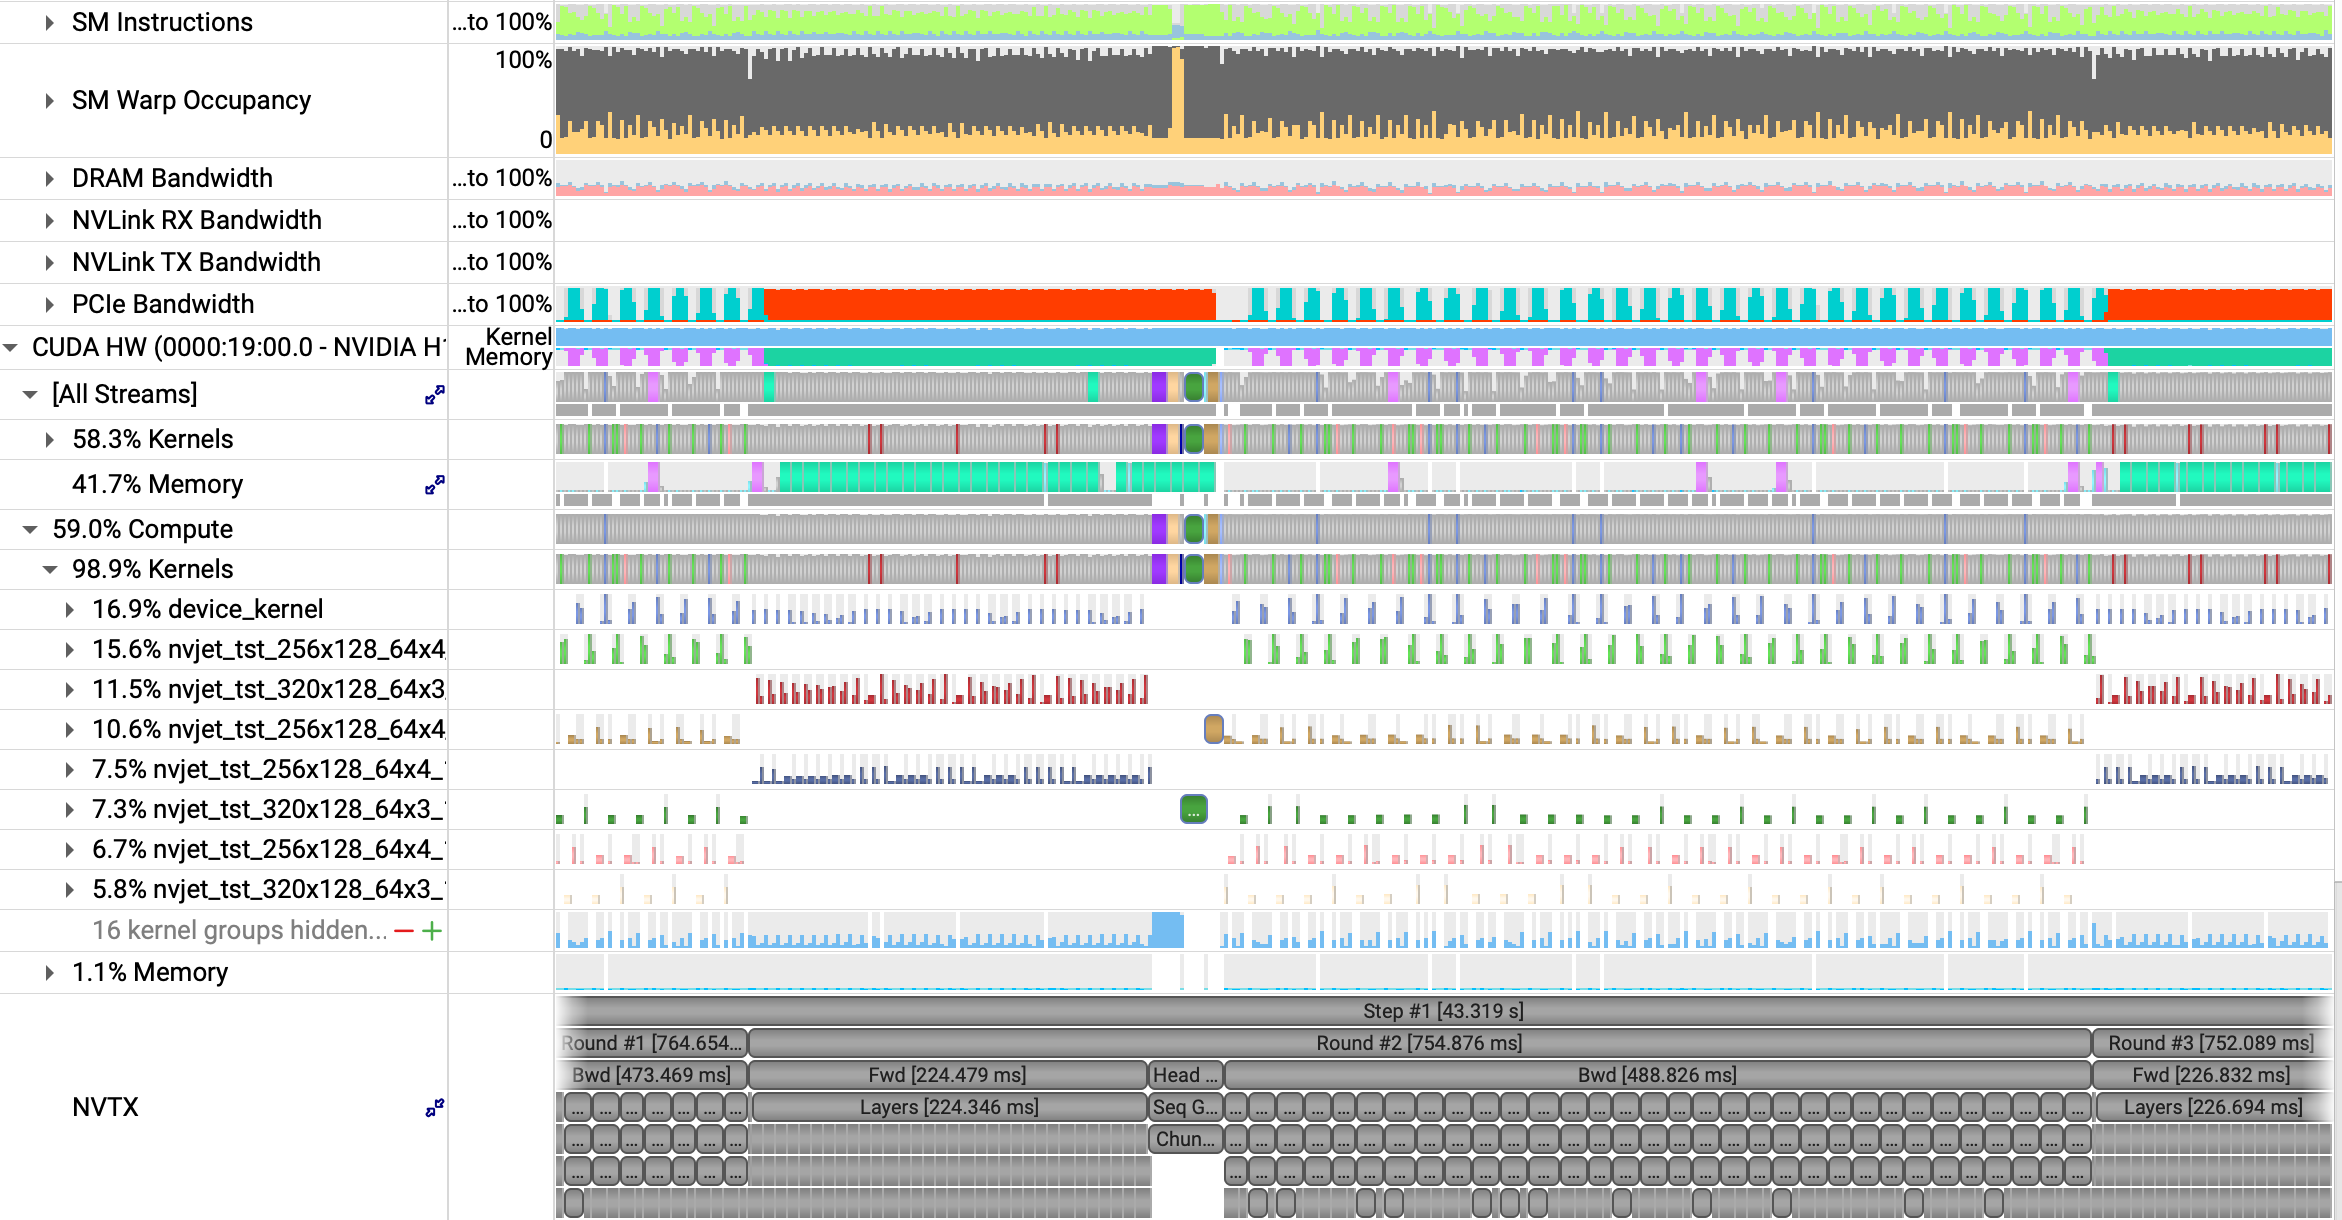 SM Instructions ...to 100%
100%
SM Warp Occupancy
0
DRAM Bandwidth ...to 100%
NVLink RX Bandwidth ...to 100%
NVLink TX Bandwidth ...to 100%
PCIe Bandwidth ...to 100%
Kernel
CUDA HW (0000:19:00.0 - NVIDIA H1
Memory
[All Streams]
58.3% Kernels
41.7% Memory
59.0% Compute
98.9% Kernels
16.9% device_kernel
15.6% nvjet_tst_256x128_64x4
11.5% nvjet_tst_320x128_64x3
10.6% nvjet_tst_256x128_64x4
7.5% nvjet_tst_256x128_64x4_
7.3% nvjet_tst_320x128_64x3_ ...
6.7% nvjet_tst_256x128_64x4_
5.8% nvjet_tst_320x128_64x3_
16 kernel groups hidden... − +
1.1% Memory
Step #1 [43.319 s]
Round #1 [764.654... Round #2 [754.876 ms] Round #3 [752.089 ms]
Bwd [473.469 ms] Fwd [224.479 ms] Head ... Bwd [488.826 ms] Fwd [226.832 ms]
NVTX
... ... ... ... ... ... ... Layers [224.346 ms] Seq G... ... ... ... ... ... ... ... ... ... ... ... ... ... ... ... ... ... ... ... ... ... ... ... ... ... ... ... ... ... ... ... ... Layers [226.694 ms]
... ... ... ... ... ... ... Chun... ... ... ... ... ... ... ... ... ... ... ... ... ... ... ... ... ... ... ... ... ... ... ... ... ... ... ... ... ... ... ... ...
... ... ... ... ... ... ... ... ... ... ... ... ... ... ... ... ... ... ... ... ... ... ... ... ... ... ... ... ... ... ... ... ... ... ... ... ... ... ...